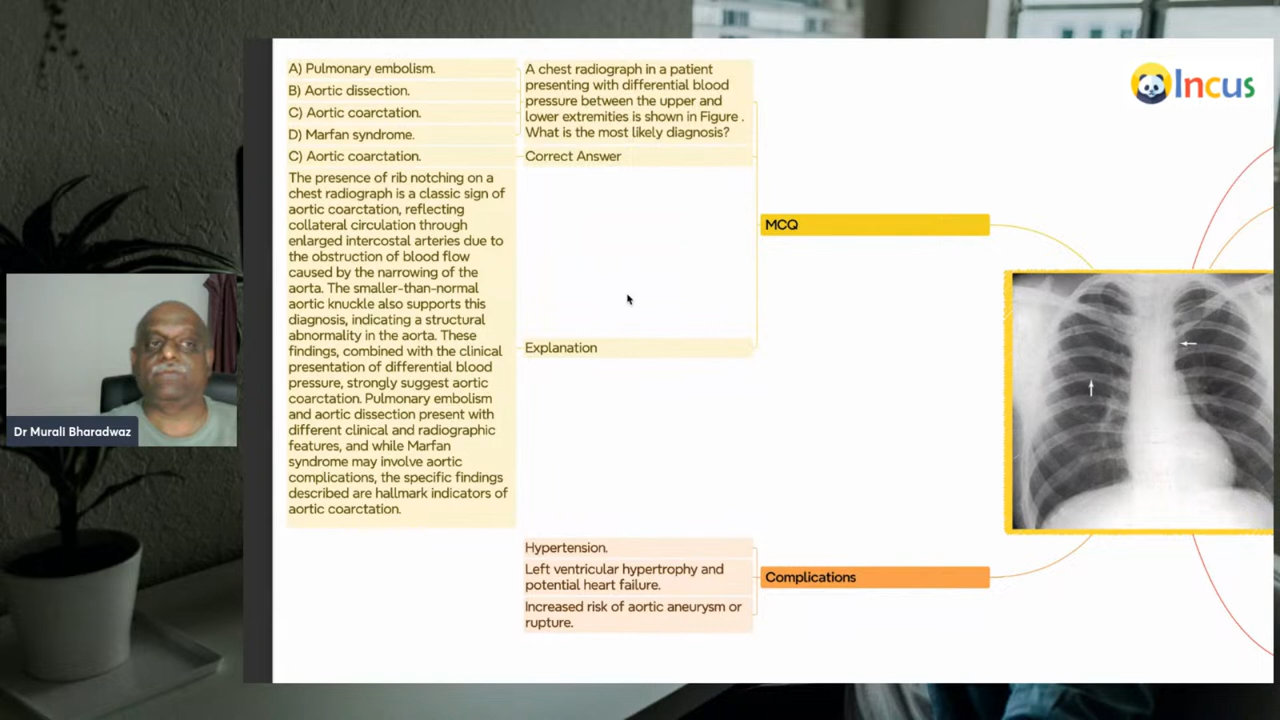 Incus
A) Pulmonary embolism.
B) Aortic dissection.
C) Aortic coarctation.
D) Marfan syndrome.
A chest radiograph in a patient
presenting with differential blood
pressure between the upper and
lower extremities is shown in Figure .
What is the most likely diagnosis?
C) Aortic coarctation.
Correct Answer
The presence of rib notching on a
chest radiograph is a classic sign of
aortic coarctation, reflecting
collateral circulation through
enlarged intercostal arteries due to
the obstruction of blood flow
caused by the narrowing of the
aorta. The smaller-than-normal
aortic knuckle also supports this
diagnosis, indicating a structural
abnormality in the aorta. These
findings, combined with the clinical
presentation of differential blood
pressure, strongly suggest aortic
coarctation. Pulmonary embolism
and aortic dissection present with
different clinical and radiographic
features, and while Marfan
syndrome may involve aortic
complications, the specific findings
described are hallmark indicators of
aortic coarctation.
Explanation
MCQ
Hypertension.
Left ventricular hypertrophy and
potential heart failure.
Increased risk of aortic aneurysm or
rupture.
Complications
Dr Murali Bharadwaz